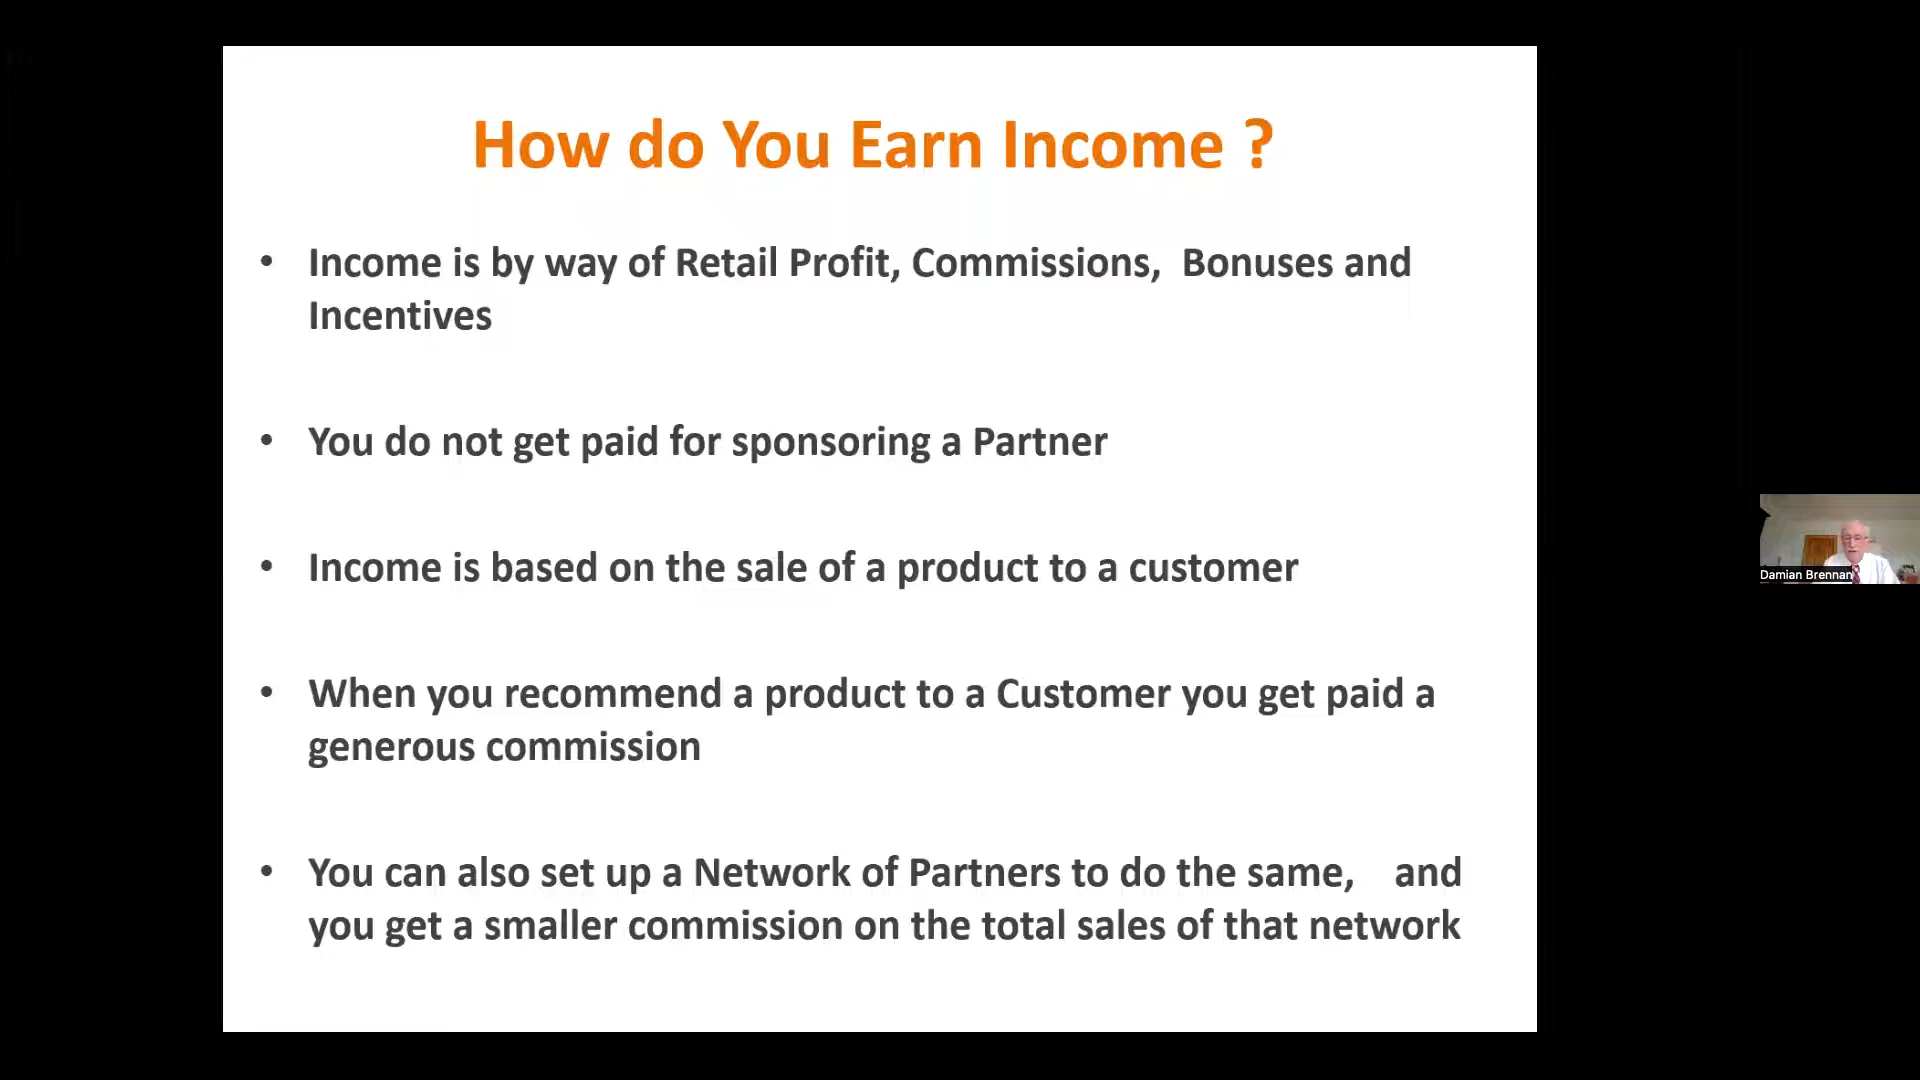 How do You Earn Income ?
• Income is by way of Retail Profit, Commissions,  Bonuses and
Incentives
• You do not get paid for sponsoring a Partner
• Income is based on the sale of a product to a customer
• When you recommend a product to a Customer you get paid a
generous commission
• You can also set up a Network of Partners to do the same,    and
you get a smaller commission on the total sales of that network
Damian Brennan